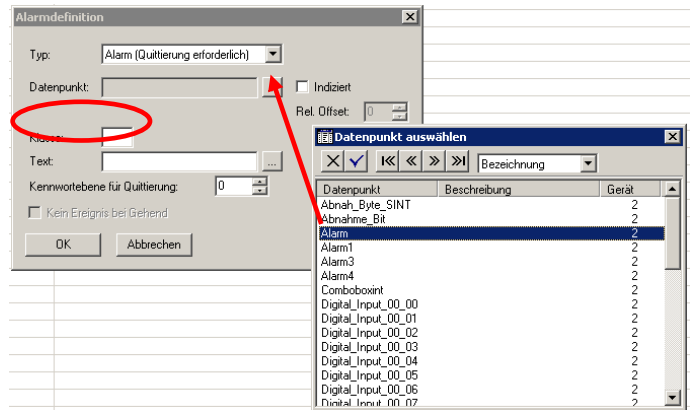 Alarmdefinition
Typ: Alarm (Quittierung erforderlich)
Datenpunkt: Indiziert
Rel. Offset: 0
Klasse:
Text: ...
Kennwortebene für Quittierung: 0
Kein Ereignis bei Gehend
OK Abbrechen
Datenpunkt auswählen
Bezeichnung
Datenpunkt Beschreibung Gerät
Abnah_Byte_SINT 2
Abnahme_Bit 2
Alarm 2
Alarm1 2
Alarm3 2
Alarm4 2
Comboboxint 2
Digital_Input_00_00 2
Digital_Input_00_01 2
Digital_Input_00_02 2
Digital_Input_00_03 2
Digital_Input_00_04 2
Digital_Input_00_05 2
Digital_Input_00_06 2
Digital_Input_00_07 2